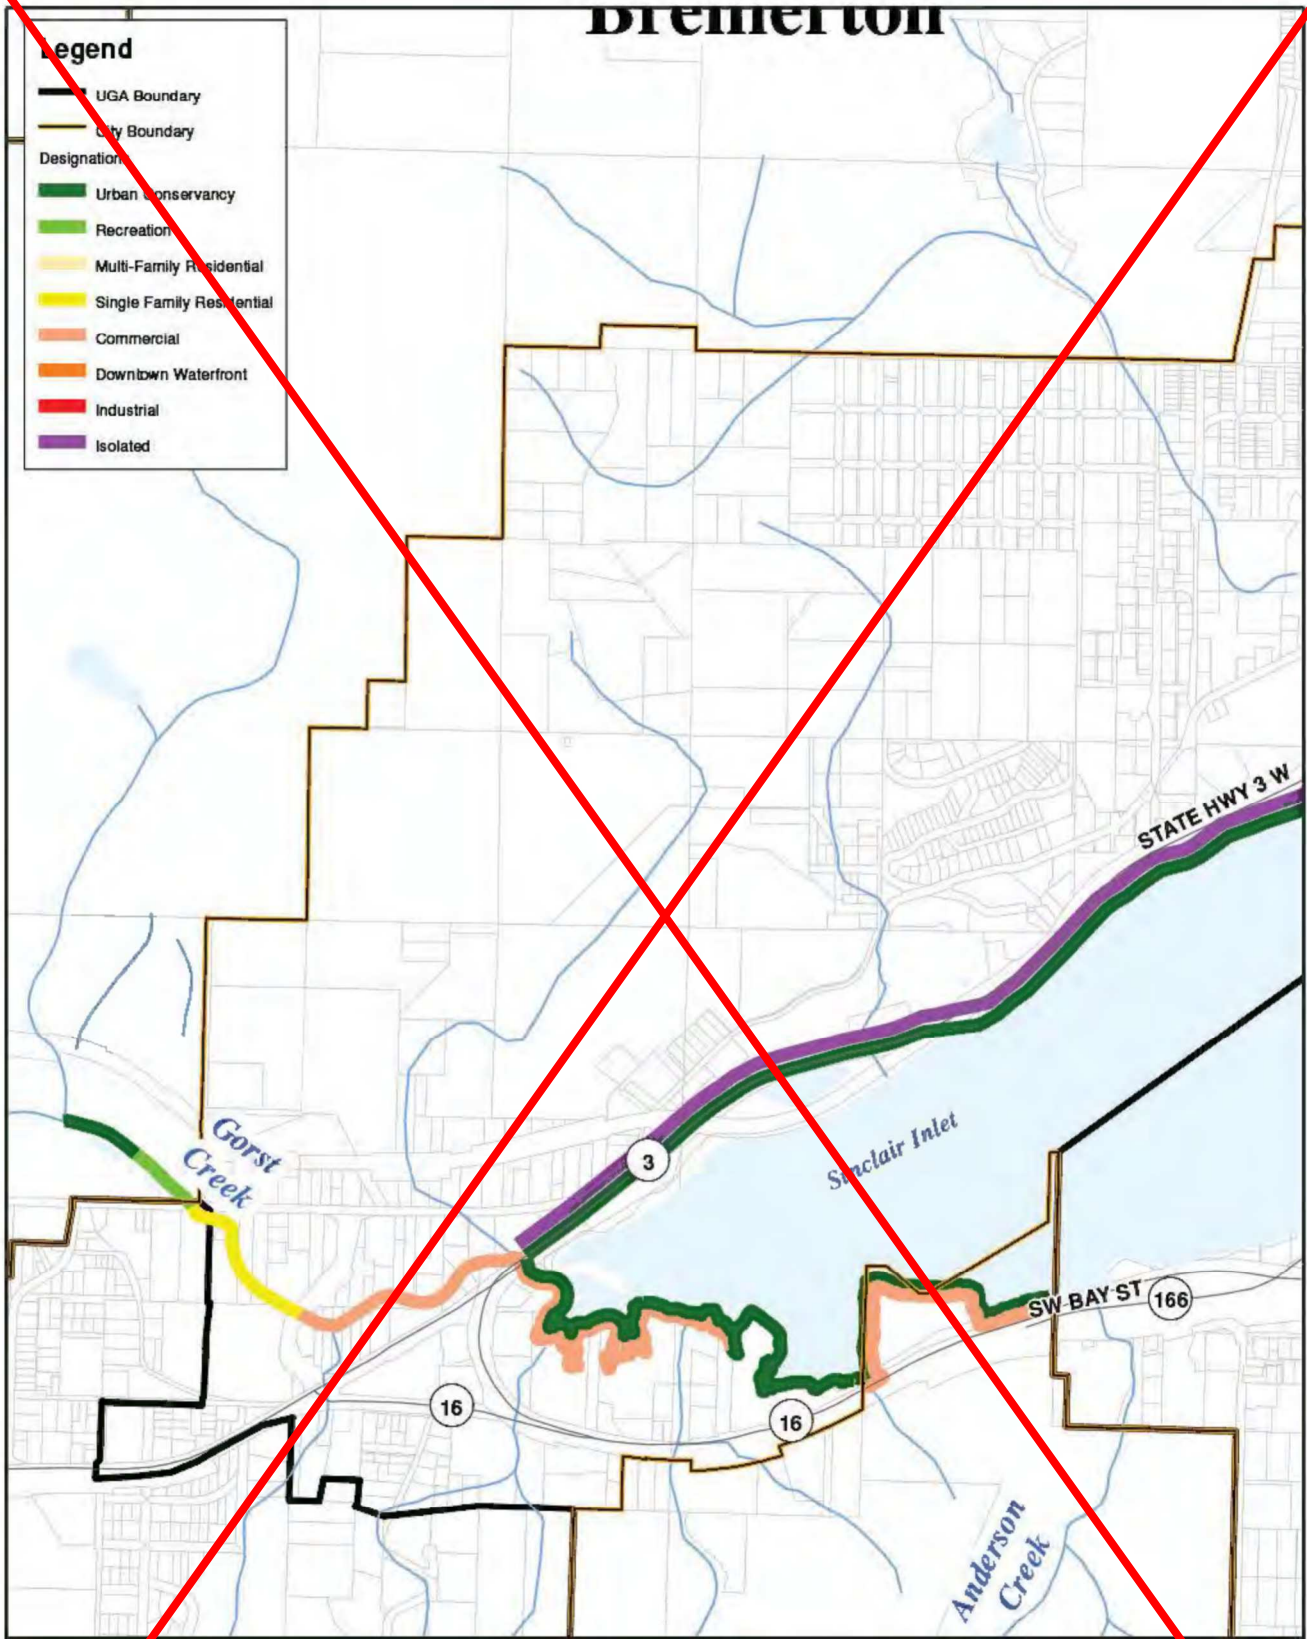 Bremerton
Legend
UGA Boundary
City Boundary
Designation
Urban Conservancy
Recreation
Multi-Family Residential
Single Family Residential
Commercial
Downtown Waterfront
Industrial
Isolated
STATE HWY 3 W
Gorst
Creek
3
Sinclair Inlet
SW BAY ST
166
16
16
Anderson
Creek